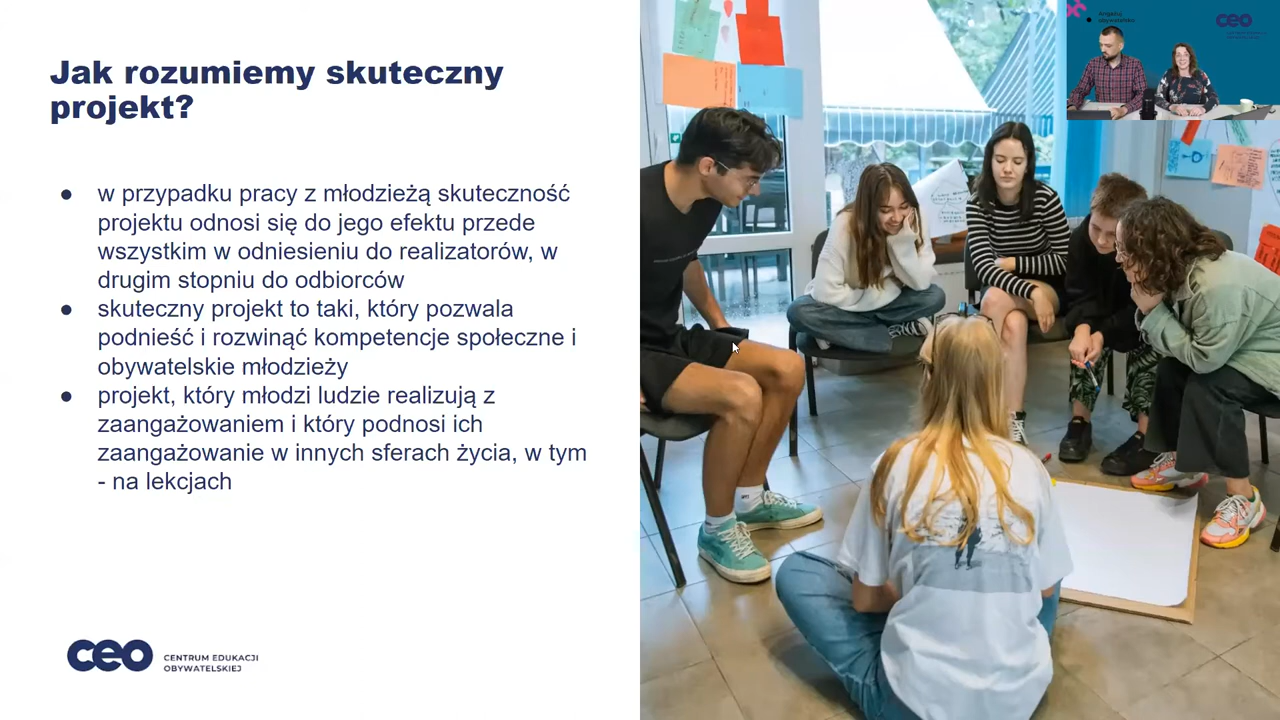 Jak rozumiemy skuteczny
projekt?
● w przypadku pracy z młodzieżą skuteczność
projektu odnosi się do jego efektu przede
wszystkim w odniesieniu do realizatorów, w
drugim stopniu do odbiorców
● skuteczny projekt to taki, który pozwala
podnieść i rozwinąć kompetencje społeczne i
obywatelskie młodzieży
● projekt, który młodzi ludzie realizują z
zaangażowaniem i który podnosi ich
zaangażowanie w innych sferach życia, w tym
- na lekcjach
ceo CENTRUM EDUKACJI
OBYWATELSKIEJ
ceo